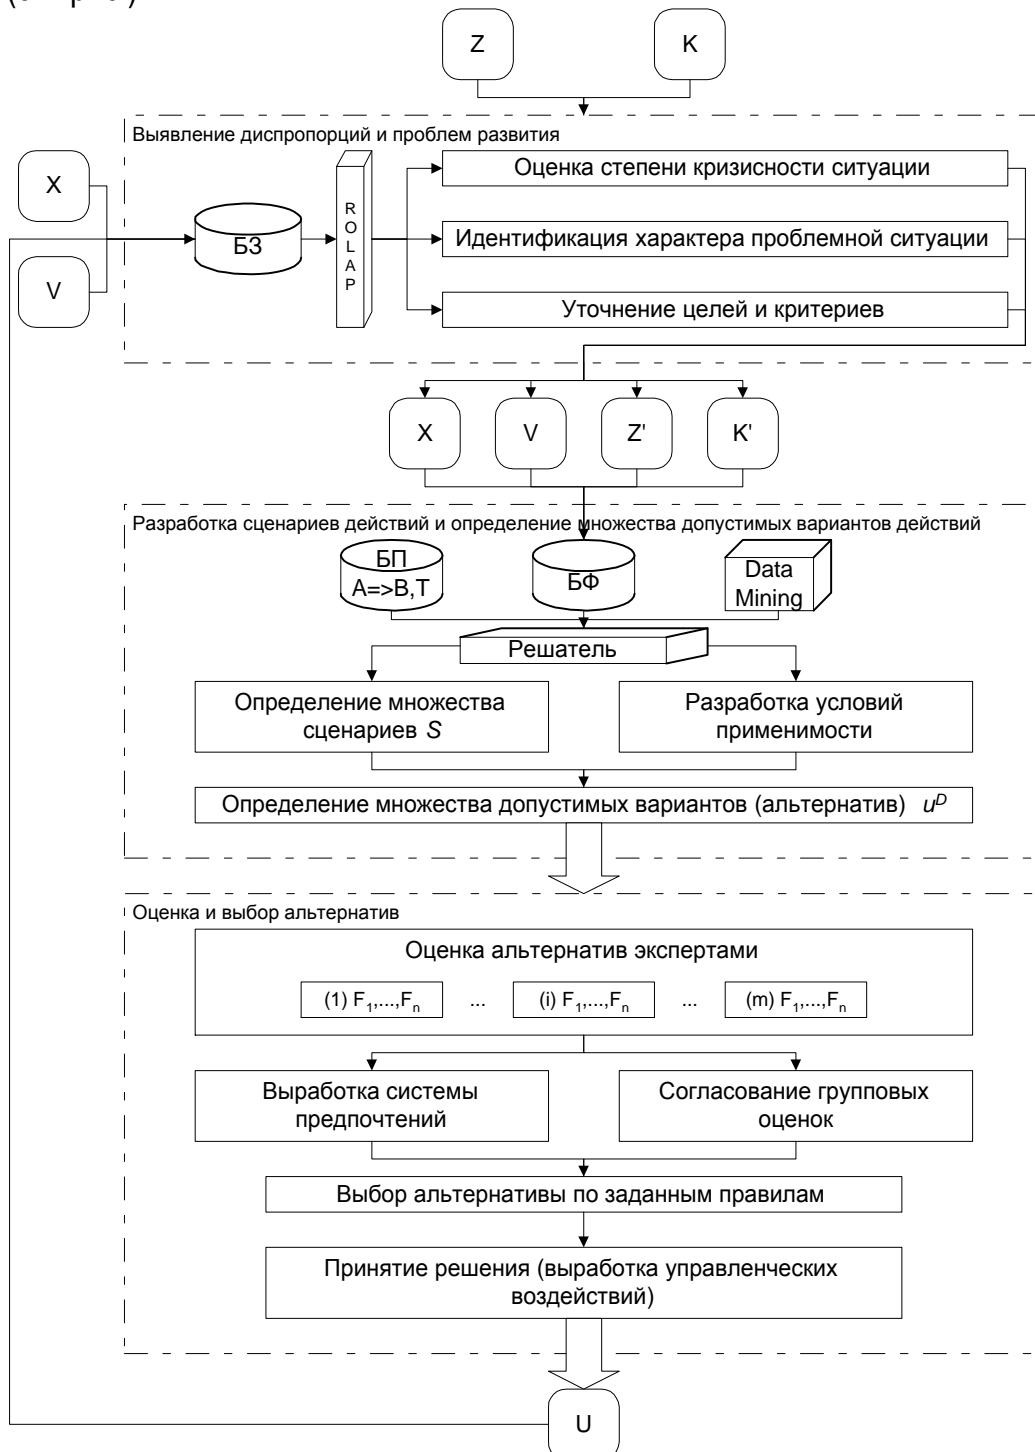 Z
K
Выявление диспропорций и проблем развития
X
V
БЗ
R
O
L
A
P
Оценка степени кризисности ситуации
Идентификация характера проблемной ситуации
Уточнение целей и критериев
X
V
Z'
K'
Разработка сценариев действий и определение множества допустимых вариантов действий
БП
A=>B,T
БФ
Data
Mining
Решатель
Определение множества
сценариев S
Разработка условий
применимости
Определение множества допустимых вариантов (альтернатив) u^D
Оценка и выбор альтернатив
Оценка альтернатив экспертами
(1) F₁,...,Fₙ
...
(i) F₁,...,Fₙ
...
(m) F₁,...,Fₙ
Выработка системы
предпочтений
Согласование групповых
оценок
Выбор альтернативы по заданным правилам
Принятие решения (выработка управленческих
воздействий)
U